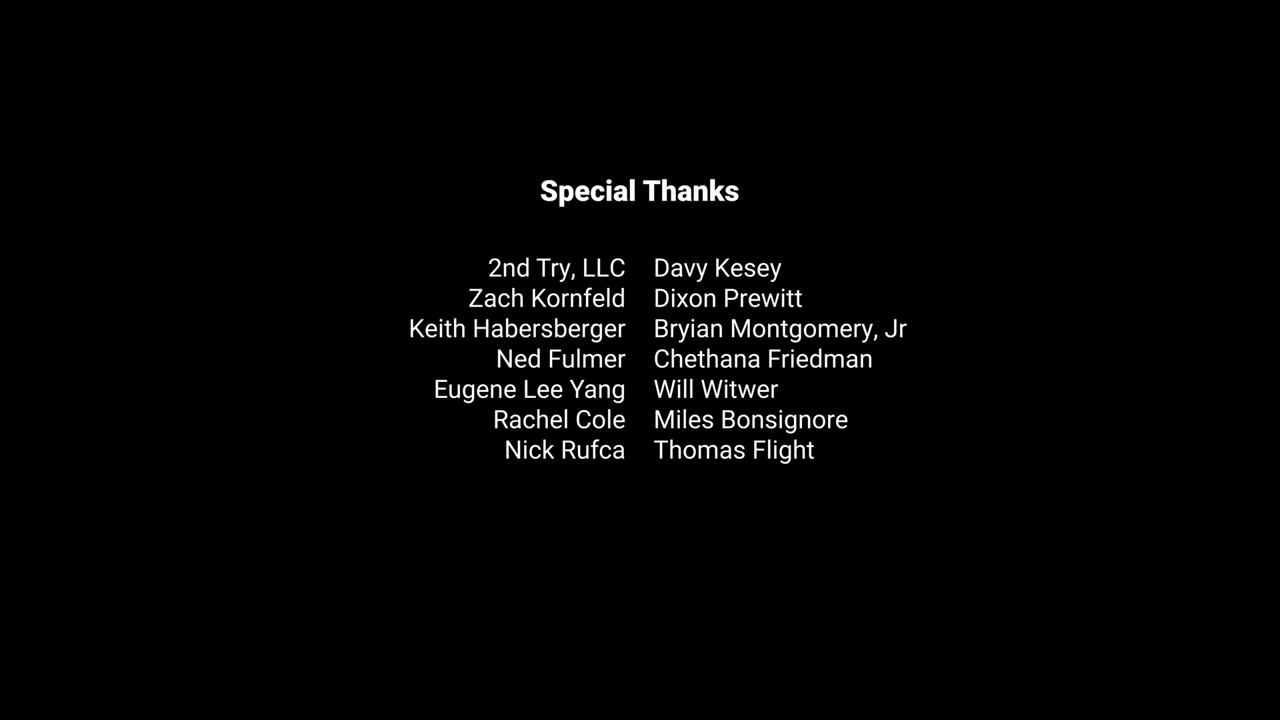 Special Thanks
2nd Try, LLC Davy Kesey
Zach Kornfeld Dixon Prewitt
Keith Habersberger Bryian Montgomery, Jr
Ned Fulmer Chethana Friedman
Eugene Lee Yang Will Witwer
Rachel Cole Miles Bonsignore
Nick Rufca Thomas Flight